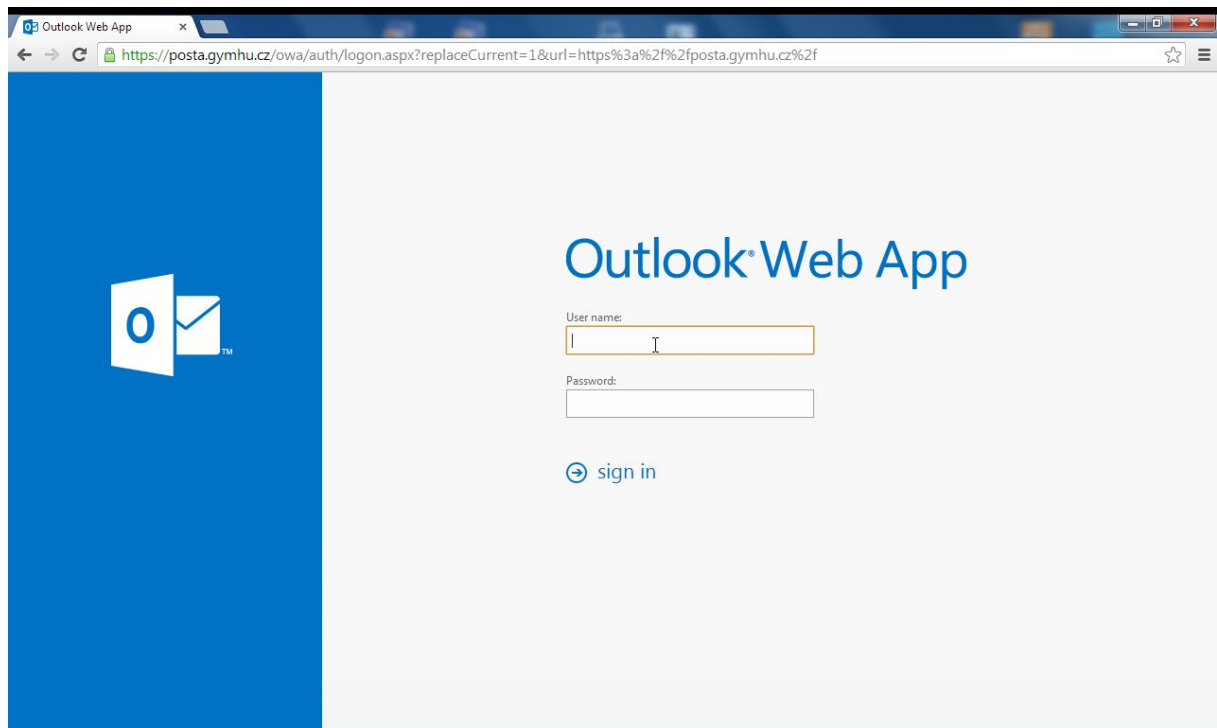 Outlook Web App
https://posta.gymhu.cz/owa/auth/logon.aspx?replaceCurrent=1&url=https%3a%2f%2fposta.gymhu.cz%2f
Outlook® Web App
O
TM
User name:
Password:
sign in